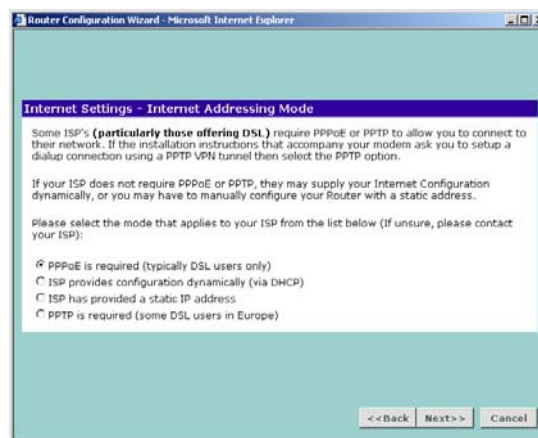 Router Configuration Wizard - Microsoft Internet Explorer
Internet Settings - Internet Addressing Mode
Some ISP's (particularly those offering DSL) require PPPoE or PPTP to allow you to connect to
their network. If the installation instructions that accompany your modem ask you to setup a
dialup connection using a PPTP VPN tunnel then select the PPTP option.
If your ISP does not require PPPoE or PPTP, they may supply your Internet Configuration
dynamically, or you may have to manually configure your Router with a static address.
Please select the mode that applies to your ISP from the list below (If unsure, please contact
your ISP):
PPPoE is required (typically DSL users only)
ISP provides configuration dynamically (via DHCP)
ISP has provided a static IP address
PPTP is required (some DSL users in Europe)
<<Back Next>> Cancel